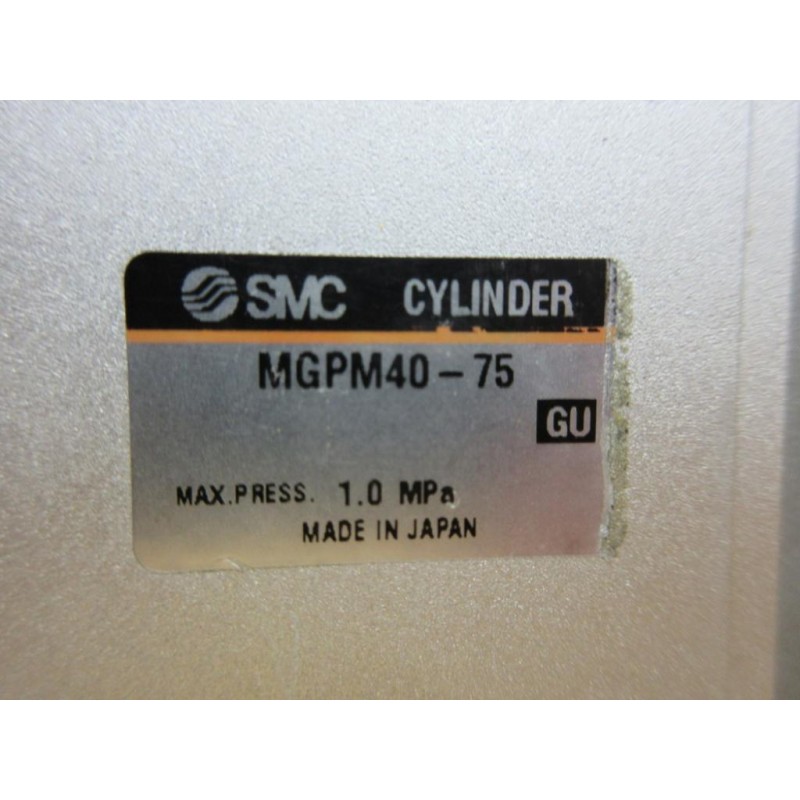 SMC CYLINDER
MGPM40-75
GU
MAX.PRESS. 1.0 MPa
MADE IN JAPAN